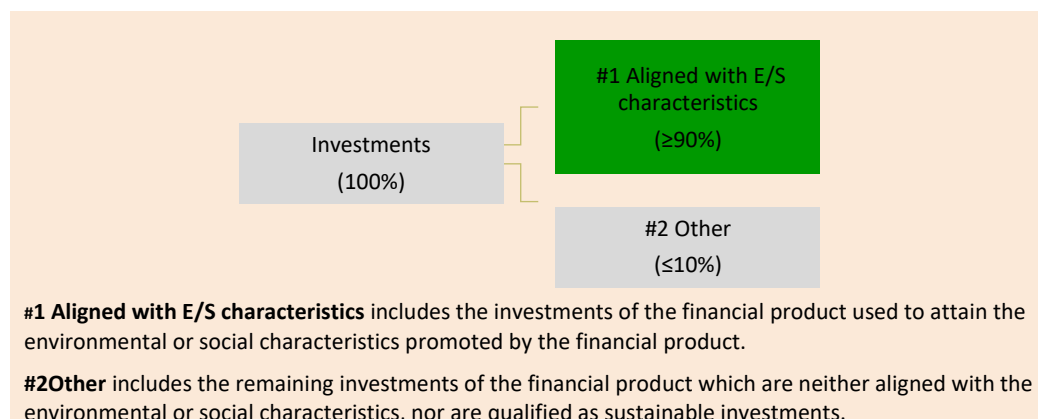 #1 Aligned with E/S
characteristics
(≥90%)
Investments
(100%)
#2 Other
(≤10%)
#1 Aligned with E/S characteristics includes the investments of the financial product used to attain the
environmental or social characteristics promoted by the financial product.
#2Other includes the remaining investments of the financial product which are neither aligned with the
environmental or social characteristics, nor are qualified as sustainable investments.